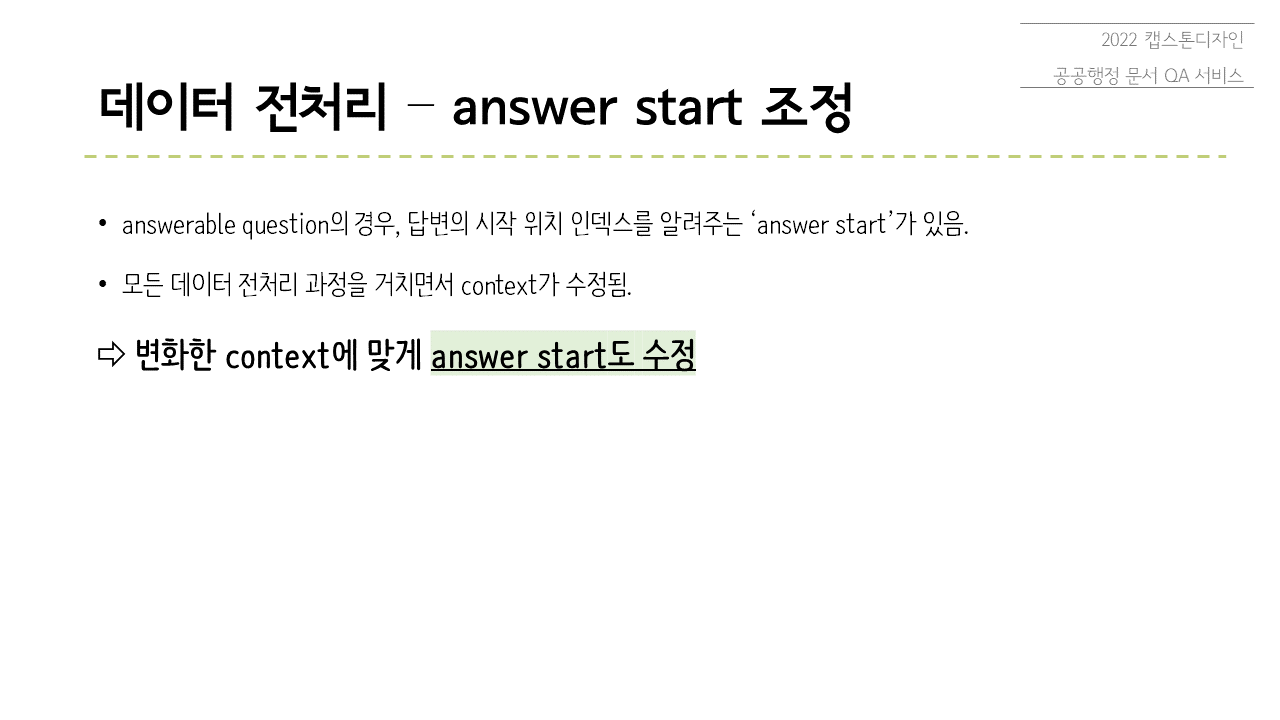 2022 캡스톤디자인
공공행정 문서 QA 서비스
데이터 전처리 – answer start 조정
• answerable question의 경우, 답변의 시작 위치 인덱스를 알려주는 ‘answer start’가 있음.
• 모든 데이터 전처리 과정을 거치면서 context가 수정됨.
⇨ 변화한 context에 맞게 answer start도 수정